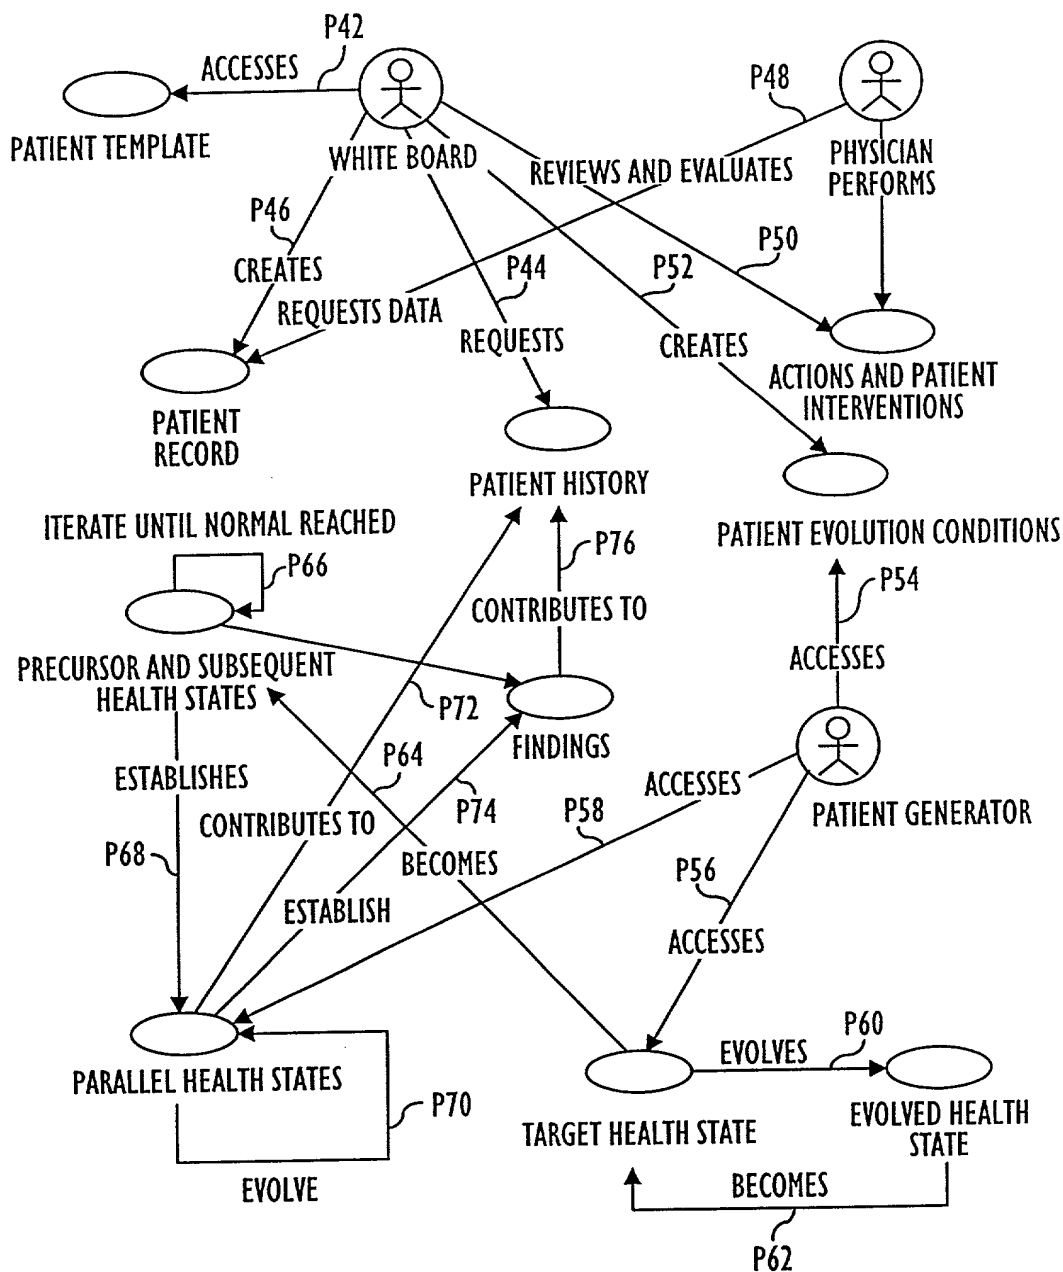 P42
ACCESSES
P48
PATIENT TEMPLATE
WHITE BOARD
REVIEWS AND EVALUATES
PHYSICIAN
PERFORMS
P46
P50
P44
P52
CREATES
REQUESTS DATA
REQUESTS
CREATES
ACTIONS AND PATIENT
INTERVENTIONS
PATIENT
RECORD
PATIENT HISTORY
ITERATE UNTIL NORMAL REACHED
PATIENT EVOLUTION CONDITIONS
P76
P66
P54
CONTRIBUTES TO
PRECURSOR AND SUBSEQUENT
HEALTH STATES
ACCESSES
P72
FINDINGS
P64
ESTABLISHES
ACCESSES
P74
P58
PATIENT GENERATOR
CONTRIBUTES TO
P68
BECOMES
P56
ESTABLISH
ACCESSES
P60
EVOLVES
PARALLEL HEALTH STATES
P70
TARGET HEALTH STATE
EVOLVED HEALTH
STATE
EVOLVE
BECOMES
P62